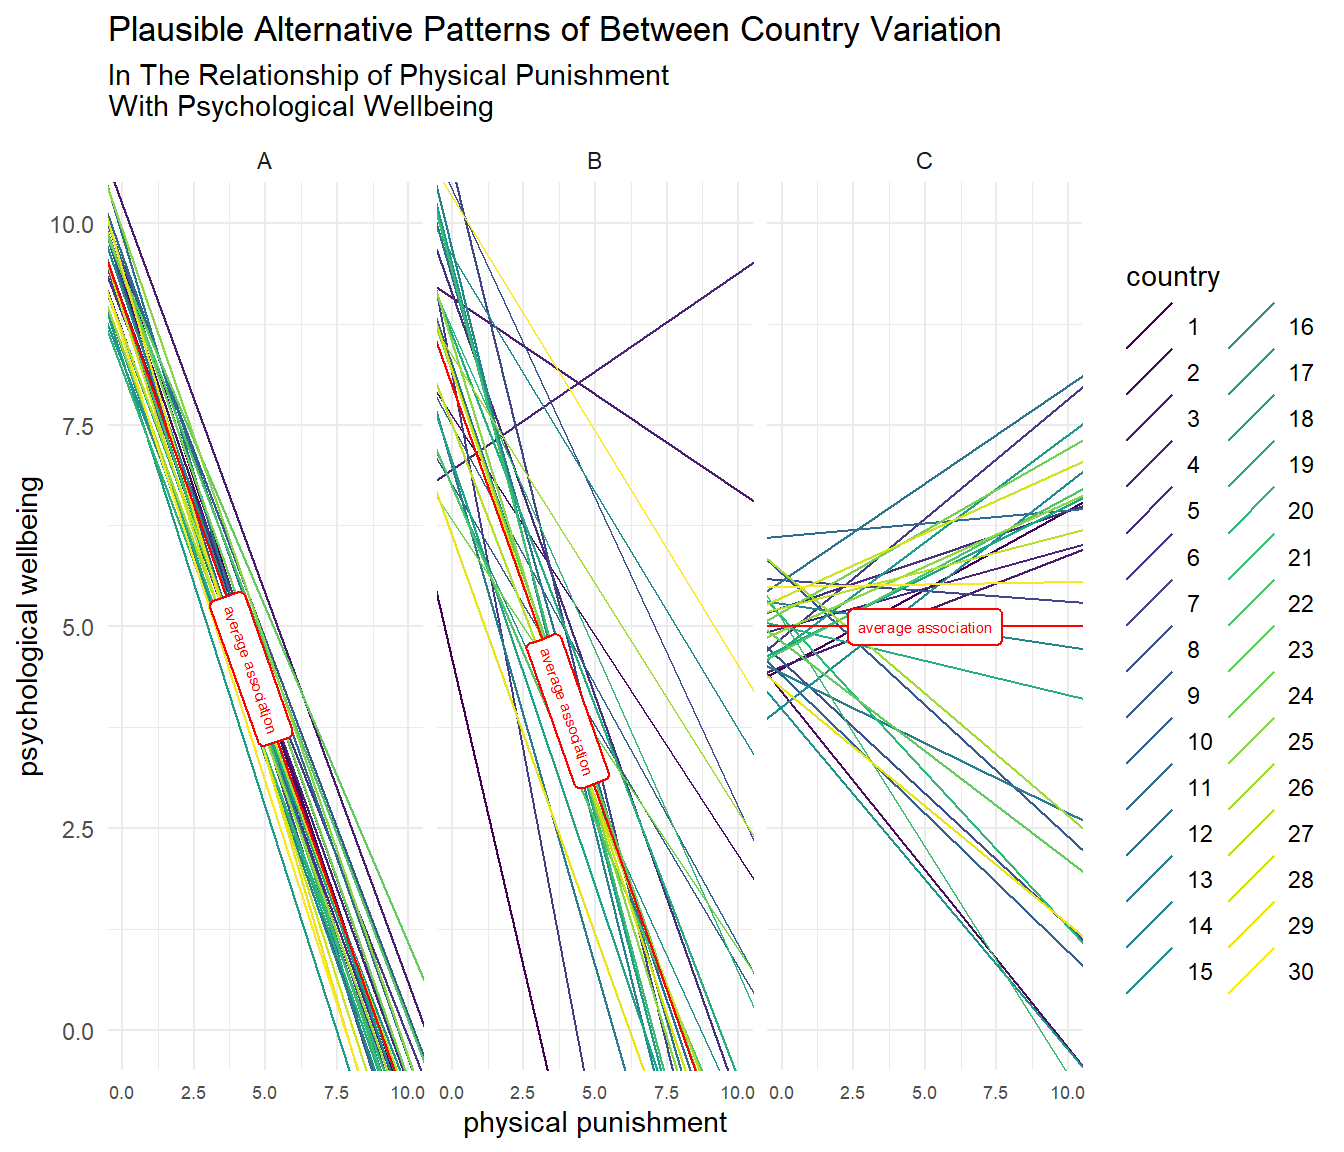 Plausible Alternative Patterns of Between Country Variation
In The Relationship of Physical Punishment
With Psychological Wellbeing
A
B
C
10.0
7.5
5.0
2.5
0.0
psychological wellbeing
average association
average association
average association
0.0 2.5 5.0 7.5 10.0
0.0 2.5 5.0 7.5 10.0
0.0 2.5 5.0 7.5 10.0
physical punishment
country
1
2
3
4
5
6
7
8
9
10
11
12
13
14
15
16
17
18
19
20
21
22
23
24
25
26
27
28
29
30